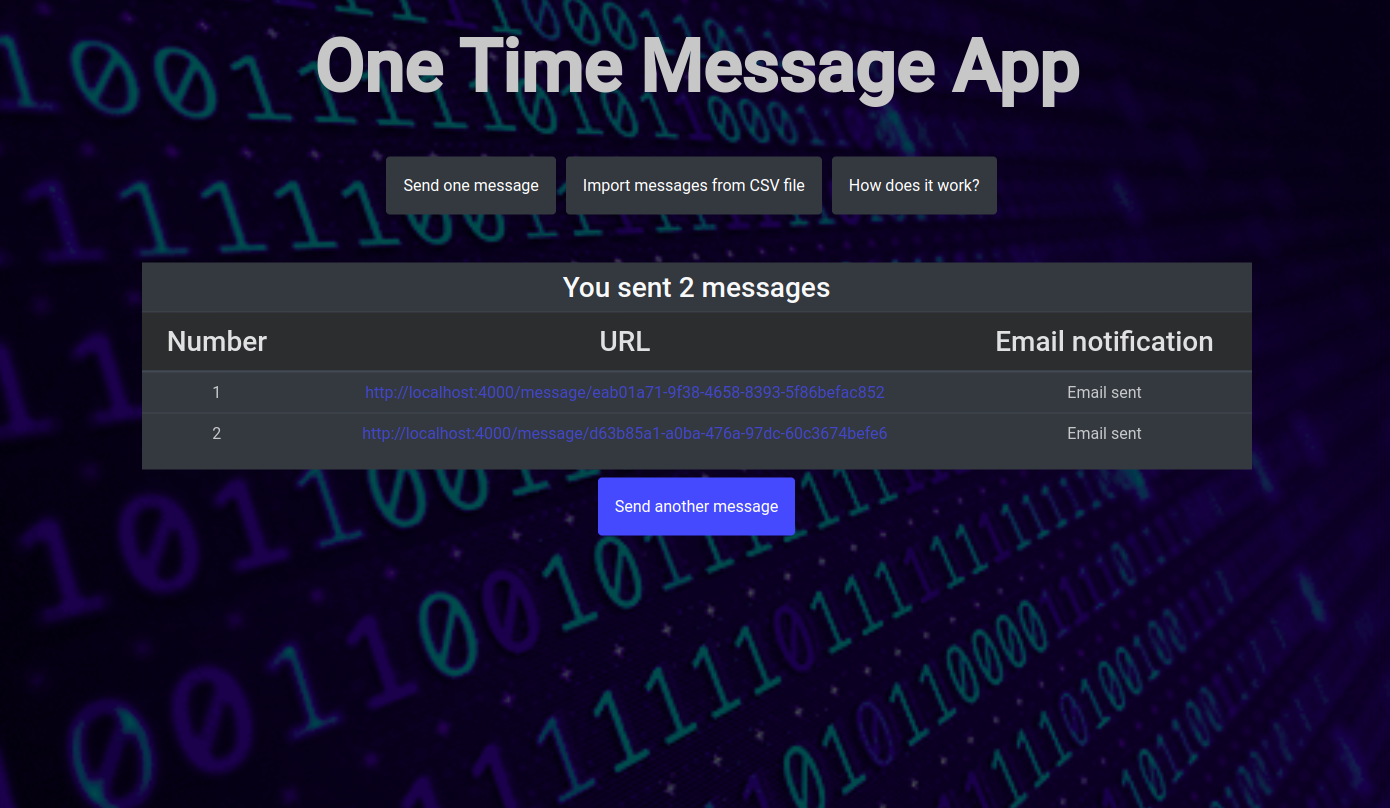 One Time Message App
Send one message Import messages from CSV file How does it work?
You sent 2 messages
Number URL Email notification
1 http://localhost:4000/message/eab01a71-9f38-4658-8393-5f86befac852 Email sent
2 http://localhost:4000/message/d63b85a1-a0ba-476a-97dc-60c3674befe6 Email sent
Send another message